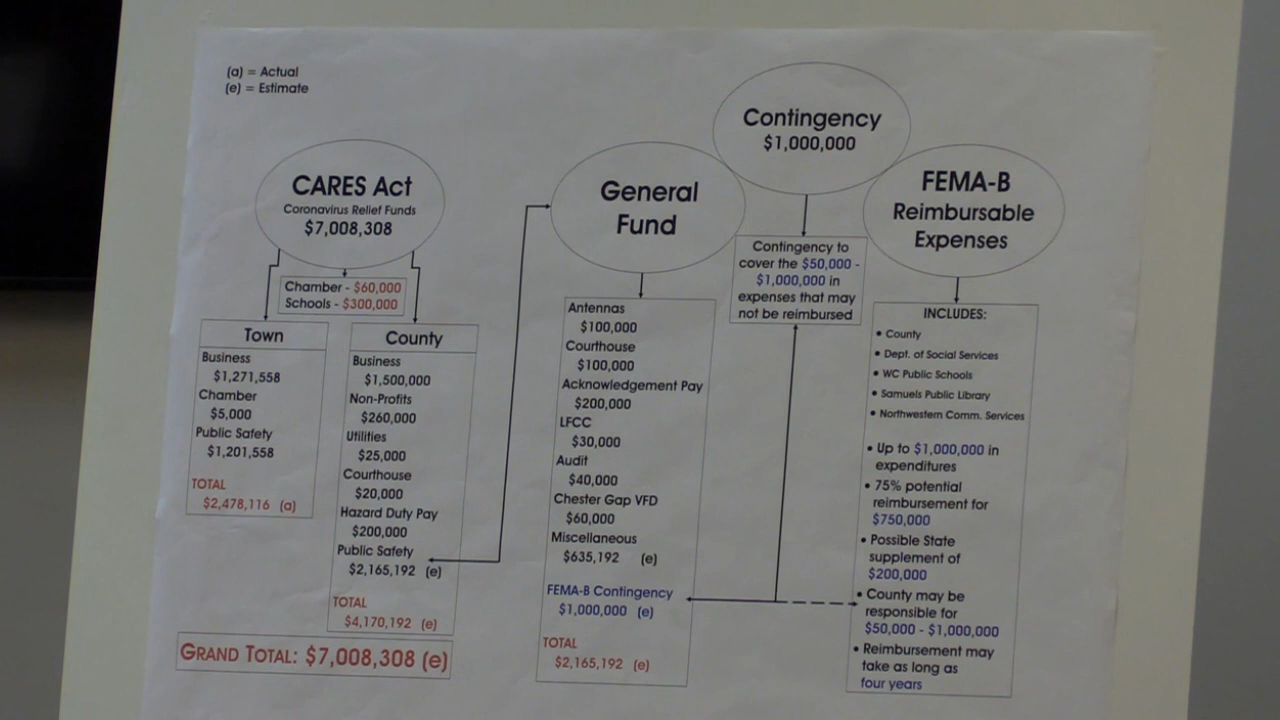 (a) = Actual
(e) = Estimate
CARES Act
Coronavirus Relief Funds
$7,008,308
Chamber - $60,000
Schools - $300,000
Town
Business
$1,271,558
Chamber
$5,000
Public Safety
$1,201,558
TOTAL
$2,478,116 (a)
County
Business
$1,500,000
Non-Profits
$260,000
Utilities
$25,000
Courthouse
$20,000
Hazard Duty Pay
$200,000
Public Safety
$2,165,192 (e)
TOTAL
$4,170,192 (e)
GRAND TOTAL: $7,008,308 (e)
General
Fund
Antennas
$100,000
Courthouse
$100,000
Acknowledgement Pay
$200,000
LFCC
$30,000
Audit
$40,000
Chester Gap VFD
$60,000
Miscellaneous
$635,192 (e)
FEMA-B Contingency
$1,000,000 (e)
TOTAL
$2,165,192 (e)
Contingency
$1,000,000
Contingency to
cover the $50,000 -
$1,000,000 in
expenses that may
not be reimbursed
FEMA-B
Reimbursable
Expenses
INCLUDES:
• County
• Dept. of Social Services
• WC Public Schools
• Samuels Public Library
• Northwestern Comm. Services
• Up to $1,000,000 in
expenditures
• 75% potential
reimbursement for
$750,000
• Possible State
supplement of
$200,000
• County may be
responsible for
$50,000 - $1,000,000
• Reimbursement may
take as long as
four years